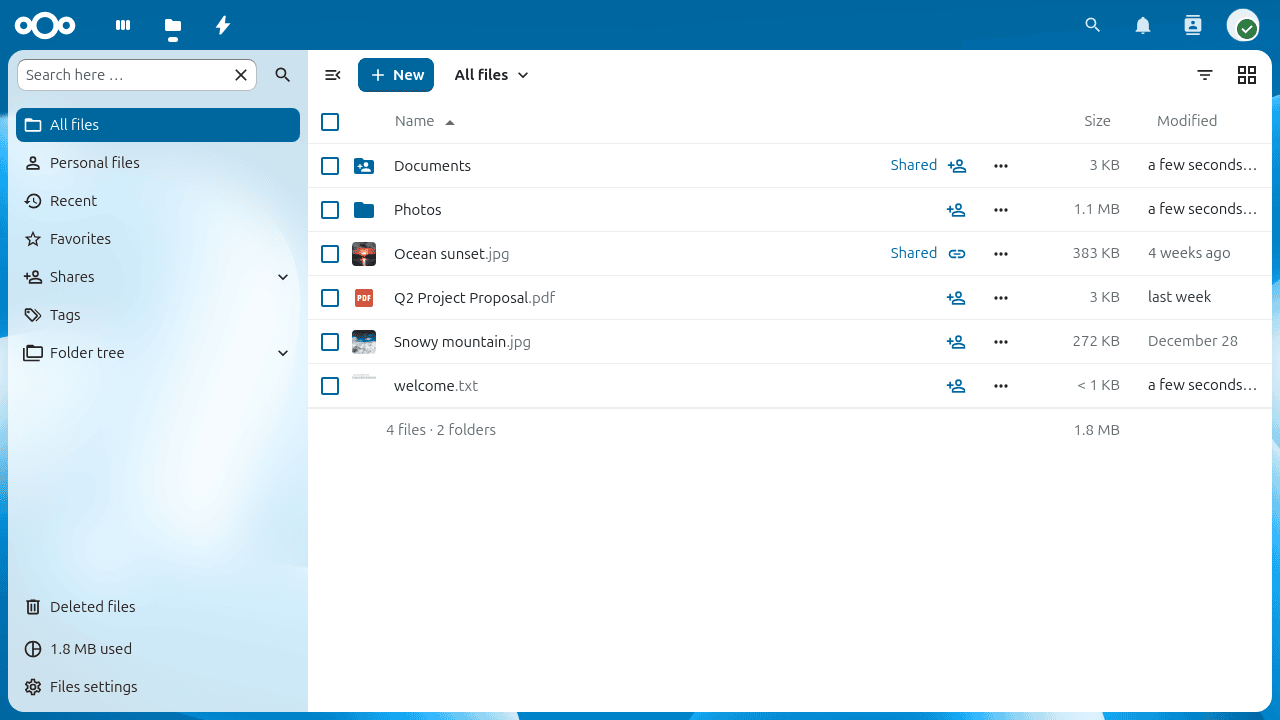 Search here …
New
All files
All files
Personal files
Recent
Favorites
Shares
Tags
Folder tree
Deleted files
1.8 MB used
Files settings
Name Size Modified
Documents Shared 3 KB a few seconds…
Photos 1.1 MB a few seconds…
Ocean sunset.jpg Shared 383 KB 4 weeks ago
PDF Q2 Project Proposal.pdf 3 KB last week
Snowy mountain.jpg 272 KB December 28
welcome.txt < 1 KB a few seconds…
4 files · 2 folders 1.8 MB